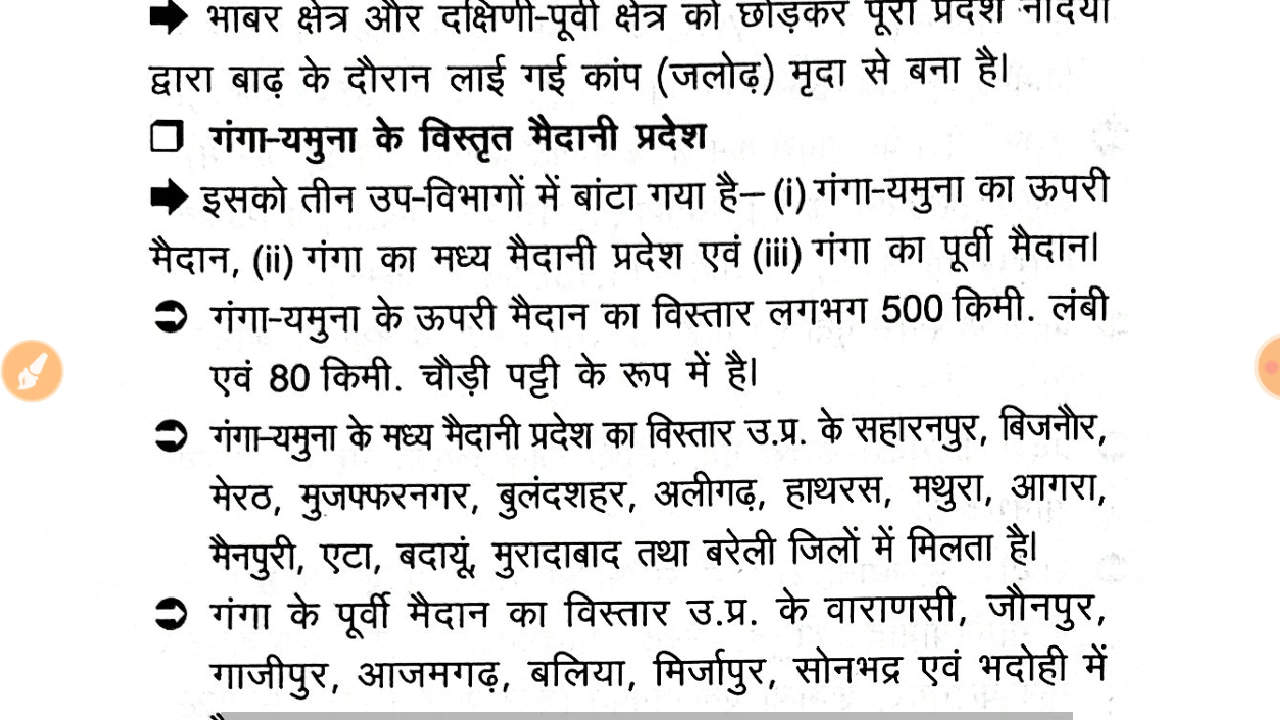 ➡ भाबर क्षेत्र और दक्षिणी-पूर्वी क्षेत्र को छोड़कर पूरा प्रदेश नदियों
द्वारा बाढ़ के दौरान लाई गई कांप (जलोढ़) मृदा से बना है।
❒ गंगा-यमुना के विस्तृत मैदानी प्रदेश
➡ इसको तीन उप-विभागों में बांटा गया है– (i) गंगा-यमुना का ऊपरी
मैदान, (ii) गंगा का मध्य मैदानी प्रदेश एवं (iii) गंगा का पूर्वी मैदान।
➲ गंगा-यमुना के ऊपरी मैदान का विस्तार लगभग 500 किमी. लंबी
एवं 80 किमी. चौड़ी पट्टी के रूप में है।
➲ गंगा-यमुना के मध्य मैदानी प्रदेश का विस्तार उ.प्र. के सहारनपुर, बिजनौर,
मेरठ, मुजफ्फरनगर, बुलंदशहर, अलीगढ़, हाथरस, मथुरा, आगरा,
मैनपुरी, एटा, बदायूं, मुरादाबाद तथा बरेली जिलों में मिलता है।
➲ गंगा के पूर्वी मैदान का विस्तार उ.प्र. के वाराणसी, जौनपुर,
गाजीपुर, आजमगढ़, बलिया, मिर्जापुर, सोनभद्र एवं भदोही में